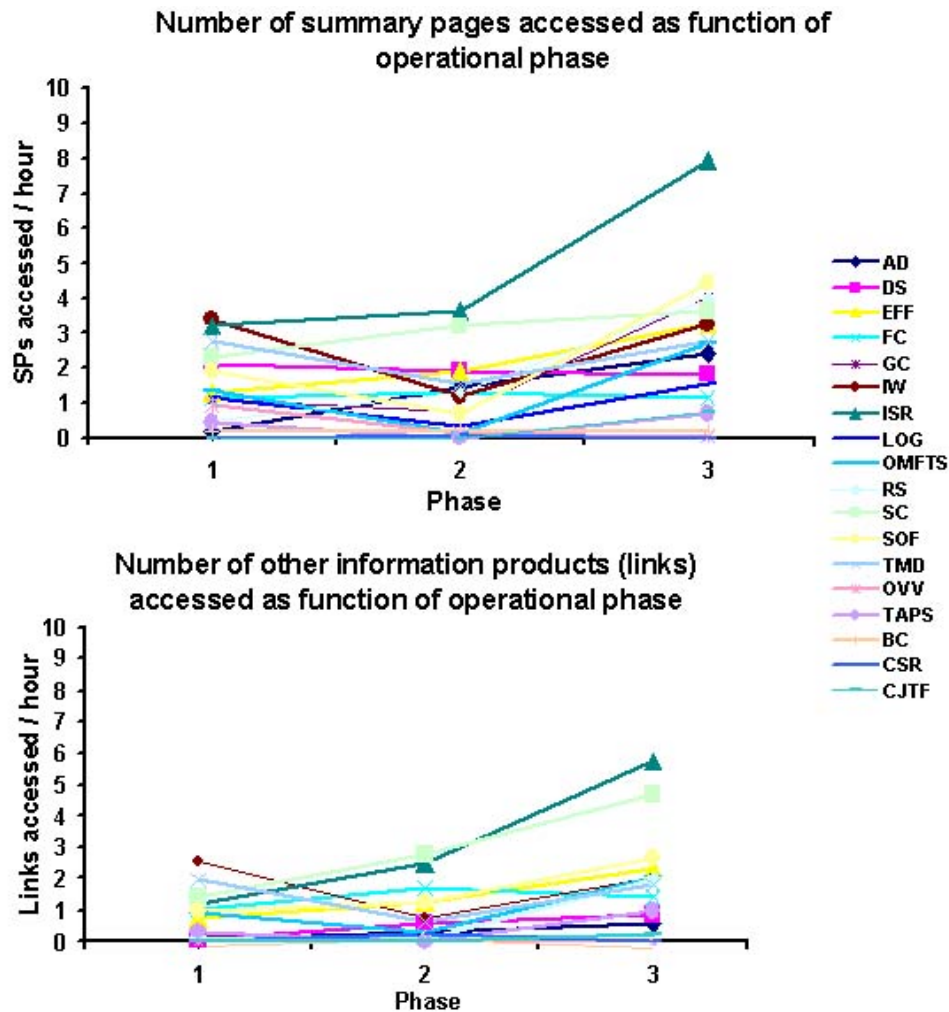 Number of summary pages accessed as function of
operational phase
10
9
8
7
6
5
4
3
2
1
0
SPs accessed / hour
1 2 3
Phase
AD
DS
EFF
FC
GC
IW
ISR
LOG
OMFTS
RS
SC
SOF
TMD
OVV
TAPS
BC
CSR
CJTF
Number of other information products (links)
accessed as function of operational phase
10
9
8
7
6
5
4
3
2
1
0
Links accessed / hour
1 2 3
Phase